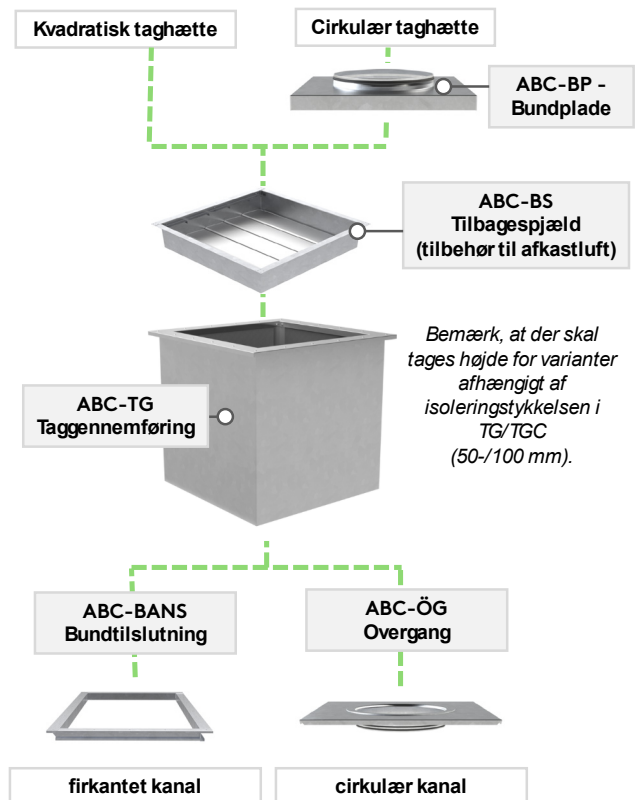 Kvadratisk taghætte
Cirkulær taghætte
ABC-BP -
Bundplade
ABC-BS
Tilbagespjæld
(tilbehør til afkastluft)
Bemærk, at der skal
tages højde for varianter
afhængigt af
isoleringstykkelsen i
TG/TGC
(50-/100 mm).
ABC-TG
Taggennemføring
ABC-BANS
Bundtilslutning
ABC-ÖG
Overgang
firkantet kanal
cirkulær kanal